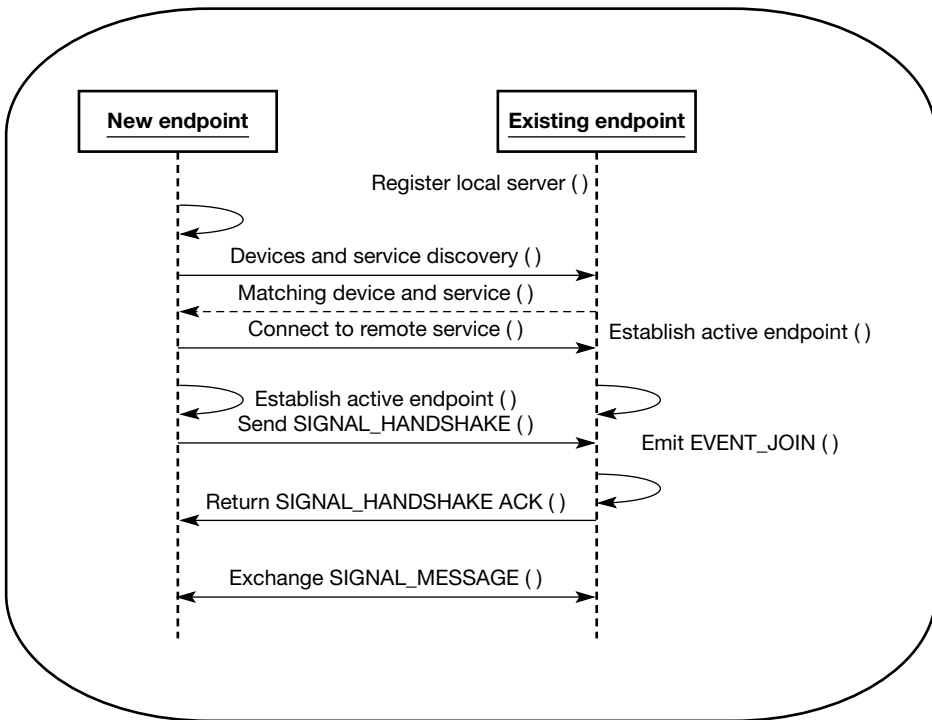 New endpoint
Existing endpoint
Register local server ( )
Devices and service discovery ( )
Matching device and service ( )
Connect to remote service ( )
Establish active endpoint ( )
Establish active endpoint ( )
Send SIGNAL_HANDSHAKE ( )
Emit EVENT_JOIN ( )
Return SIGNAL_HANDSHAKE ACK ( )
Exchange SIGNAL_MESSAGE ( )